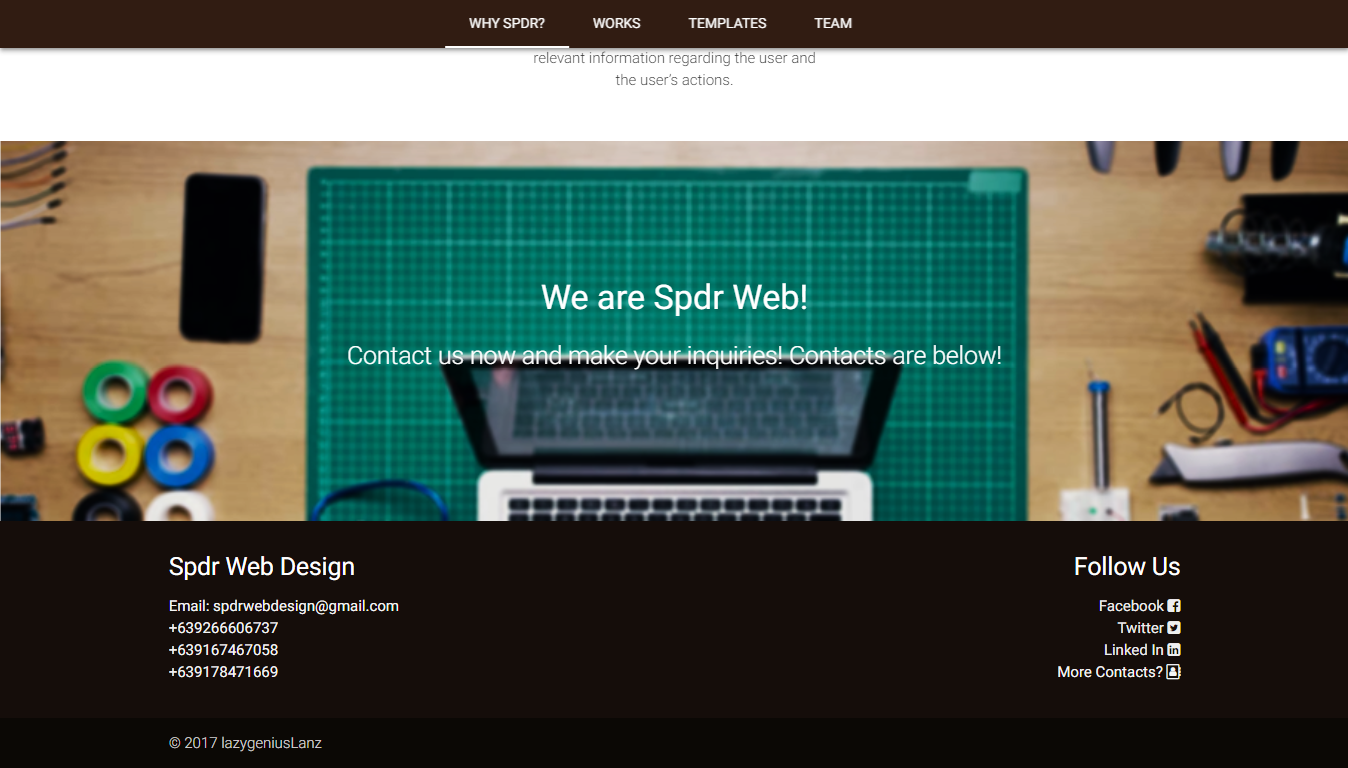 WHY SPDR? WORKS TEMPLATES TEAM
relevant information regarding the user and
the user's actions.
We are Spdr Web!
Contact us now and make your inquiries! Contacts are below!
Spdr Web Design
Email: spdrwebdesign@gmail.com
+639266606737
+639167467058
+639178471669
Follow Us
Facebook
Twitter
Linked In
More Contacts?
© 2017 lazygeniusLanz